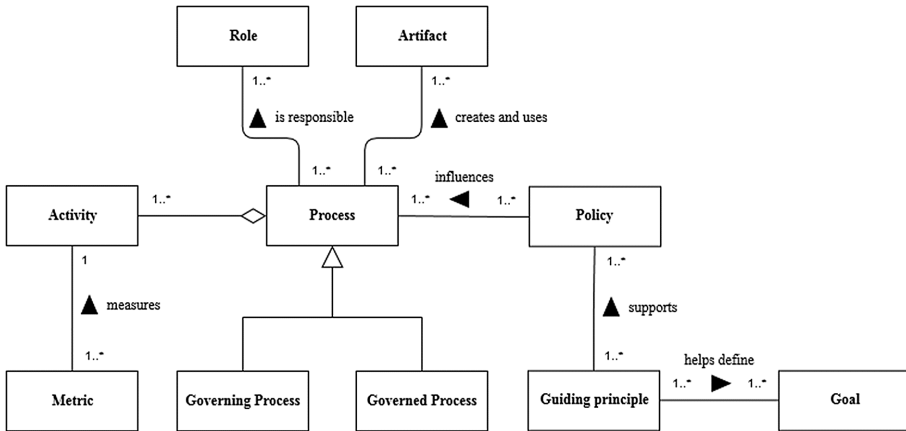 Role
Artifact
1..*
1..*
is responsible
creates and uses
1..*
1..*
influences
Activity
1..*
Process
1..*
1..*
Policy
1
1..*
measures
supports
1..*
1..*
helps define
Metric
Governing Process
Governed Process
Guiding principle
1..*
1..*
Goal